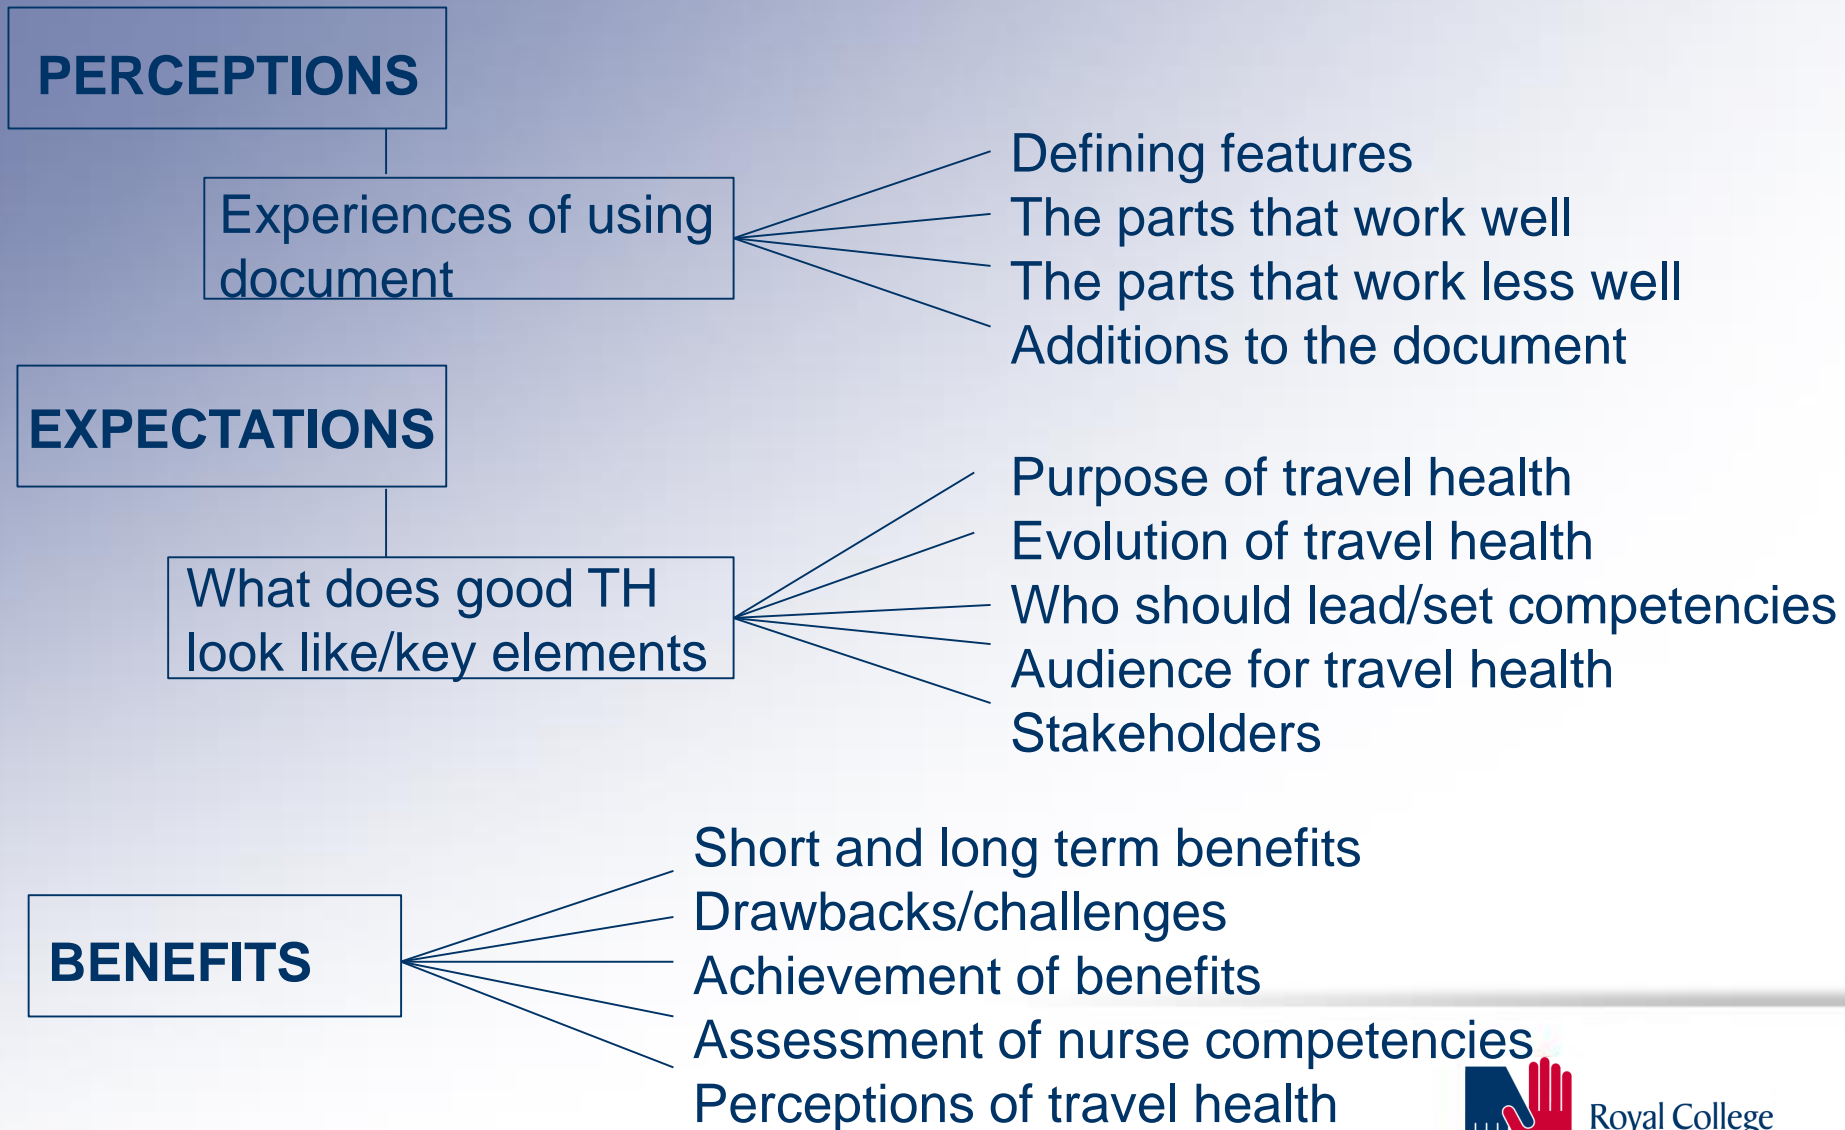 PERCEPTIONS
Experiences of using
document
Defining features
The parts that work well
The parts that work less well
Additions to the document
EXPECTATIONS
What does good TH
look like/key elements
Purpose of travel health
Evolution of travel health
Who should lead/set competencies
Audience for travel health
Stakeholders
BENEFITS
Short and long term benefits
Drawbacks/challenges
Achievement of benefits
Assessment of nurse competencies
Perceptions of travel health
Royal College